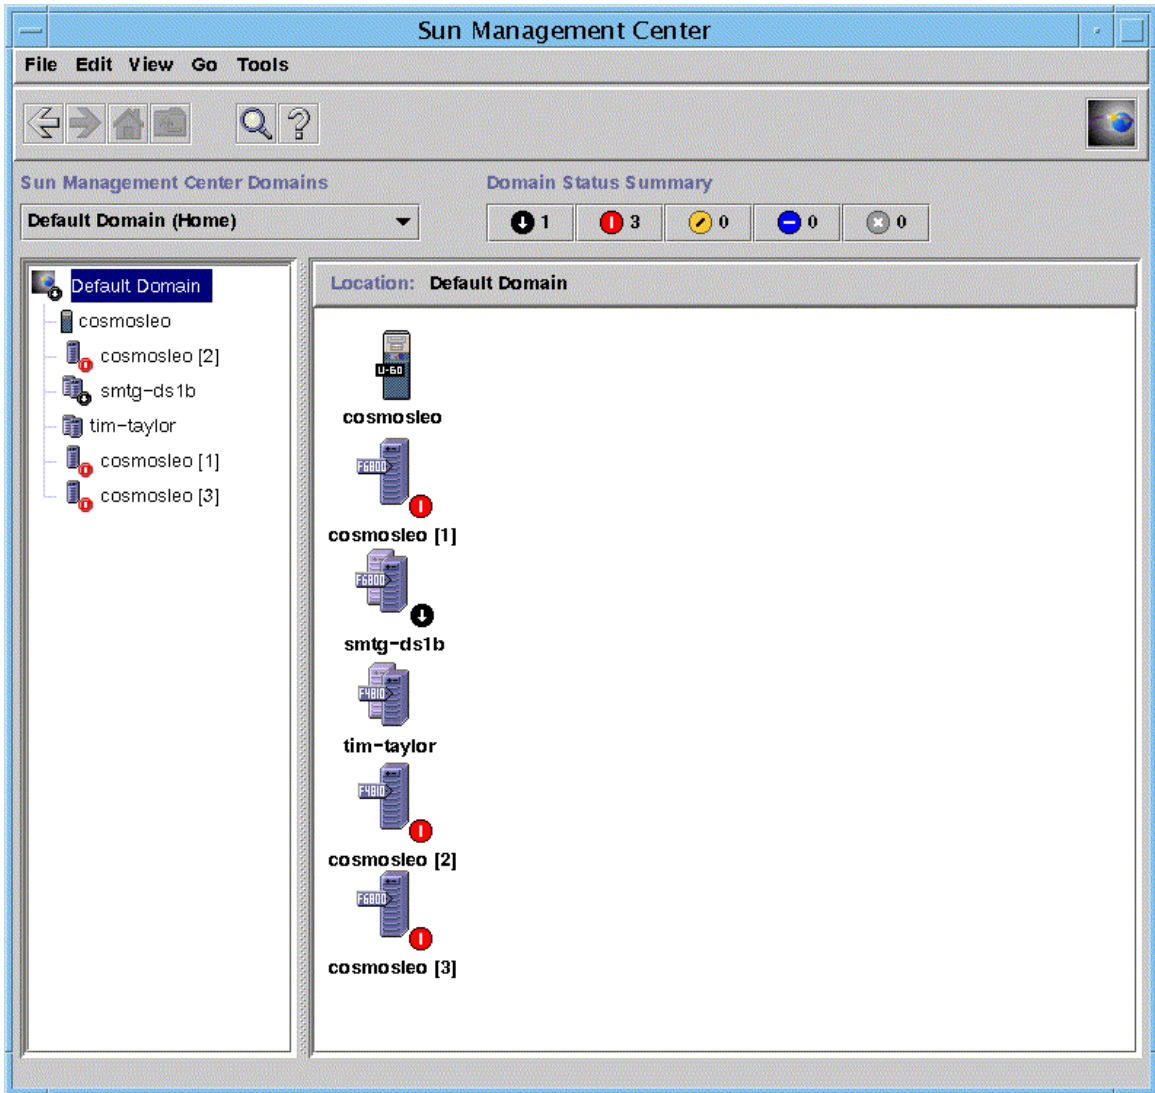 Sun Management Center
File Edit View Go Tools
Sun Management Center Domains
Domain Status Summary
Default Domain (Home)
1 3 0 0 0
Default Domain
cosmosleo
cosmosleo [2]
smtg-ds1b
tim-taylor
cosmosleo [1]
cosmosleo [3]
Location: Default Domain
U-60
cosmosleo
F6800
cosmosleo [1]
F6800
smtg-ds1b
F4810
tim-taylor
F4810
cosmosleo [2]
F6800
cosmosleo [3]